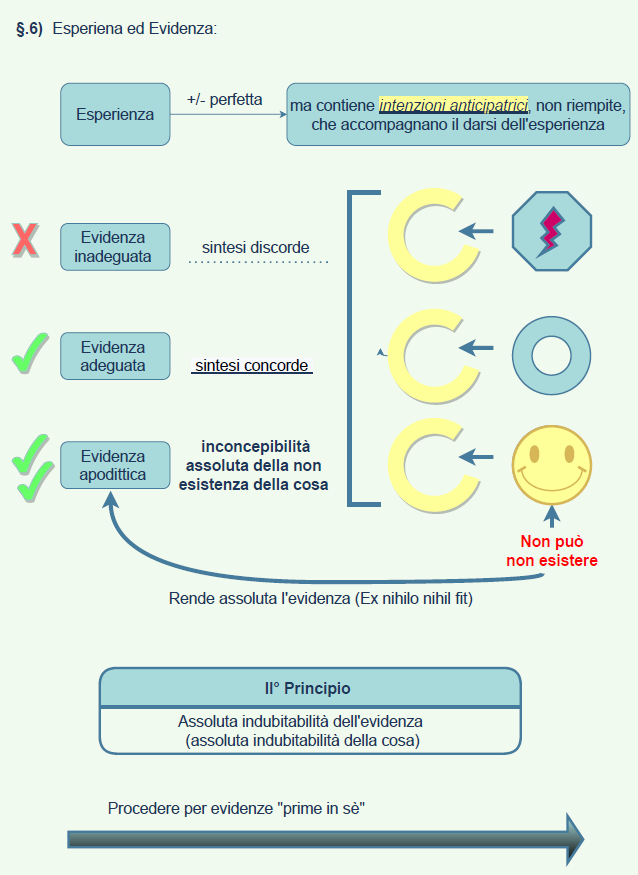 §.6) Esperiena ed Evidenza:
Esperienza
+/- perfetta
ma contiene intenzioni anticipatrici, non riempite,
che accompagnano il darsi dell'esperienza
X
Evidenza
inadeguata
sintesi discorde
Evidenza
adeguata
sintesi concorde
Evidenza
apodittica
inconcepibilità
assoluta della non
esistenza della cosa
Non può
non esistere
Rende assoluta l'evidenza (Ex nihilo nihil fit)
II° Principio
Assoluta indubitabilità dell'evidenza
(assoluta indubitabilità della cosa)
Procedere per evidenze "prime in sè"